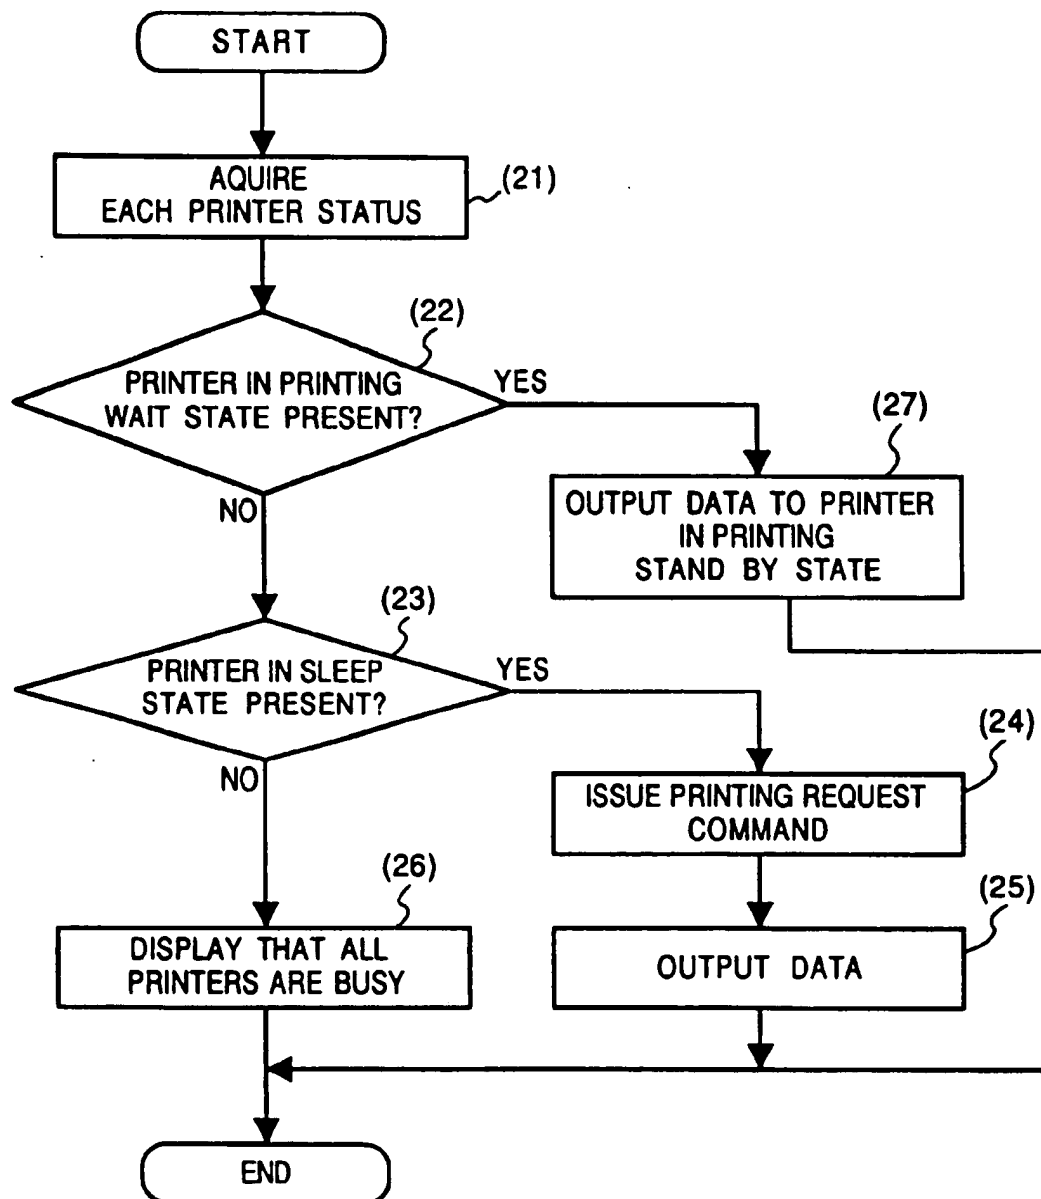 START
AQUIRE
EACH PRINTER STATUS
(21)
(22)
PRINTER IN PRINTING
WAIT STATE PRESENT?
YES
NO
(27)
OUTPUT DATA TO PRINTER
IN PRINTING
STAND BY STATE
(23)
PRINTER IN SLEEP
STATE PRESENT?
YES
NO
(24)
ISSUE PRINTING REQUEST
COMMAND
(26)
DISPLAY THAT ALL
PRINTERS ARE BUSY
(25)
OUTPUT DATA
END